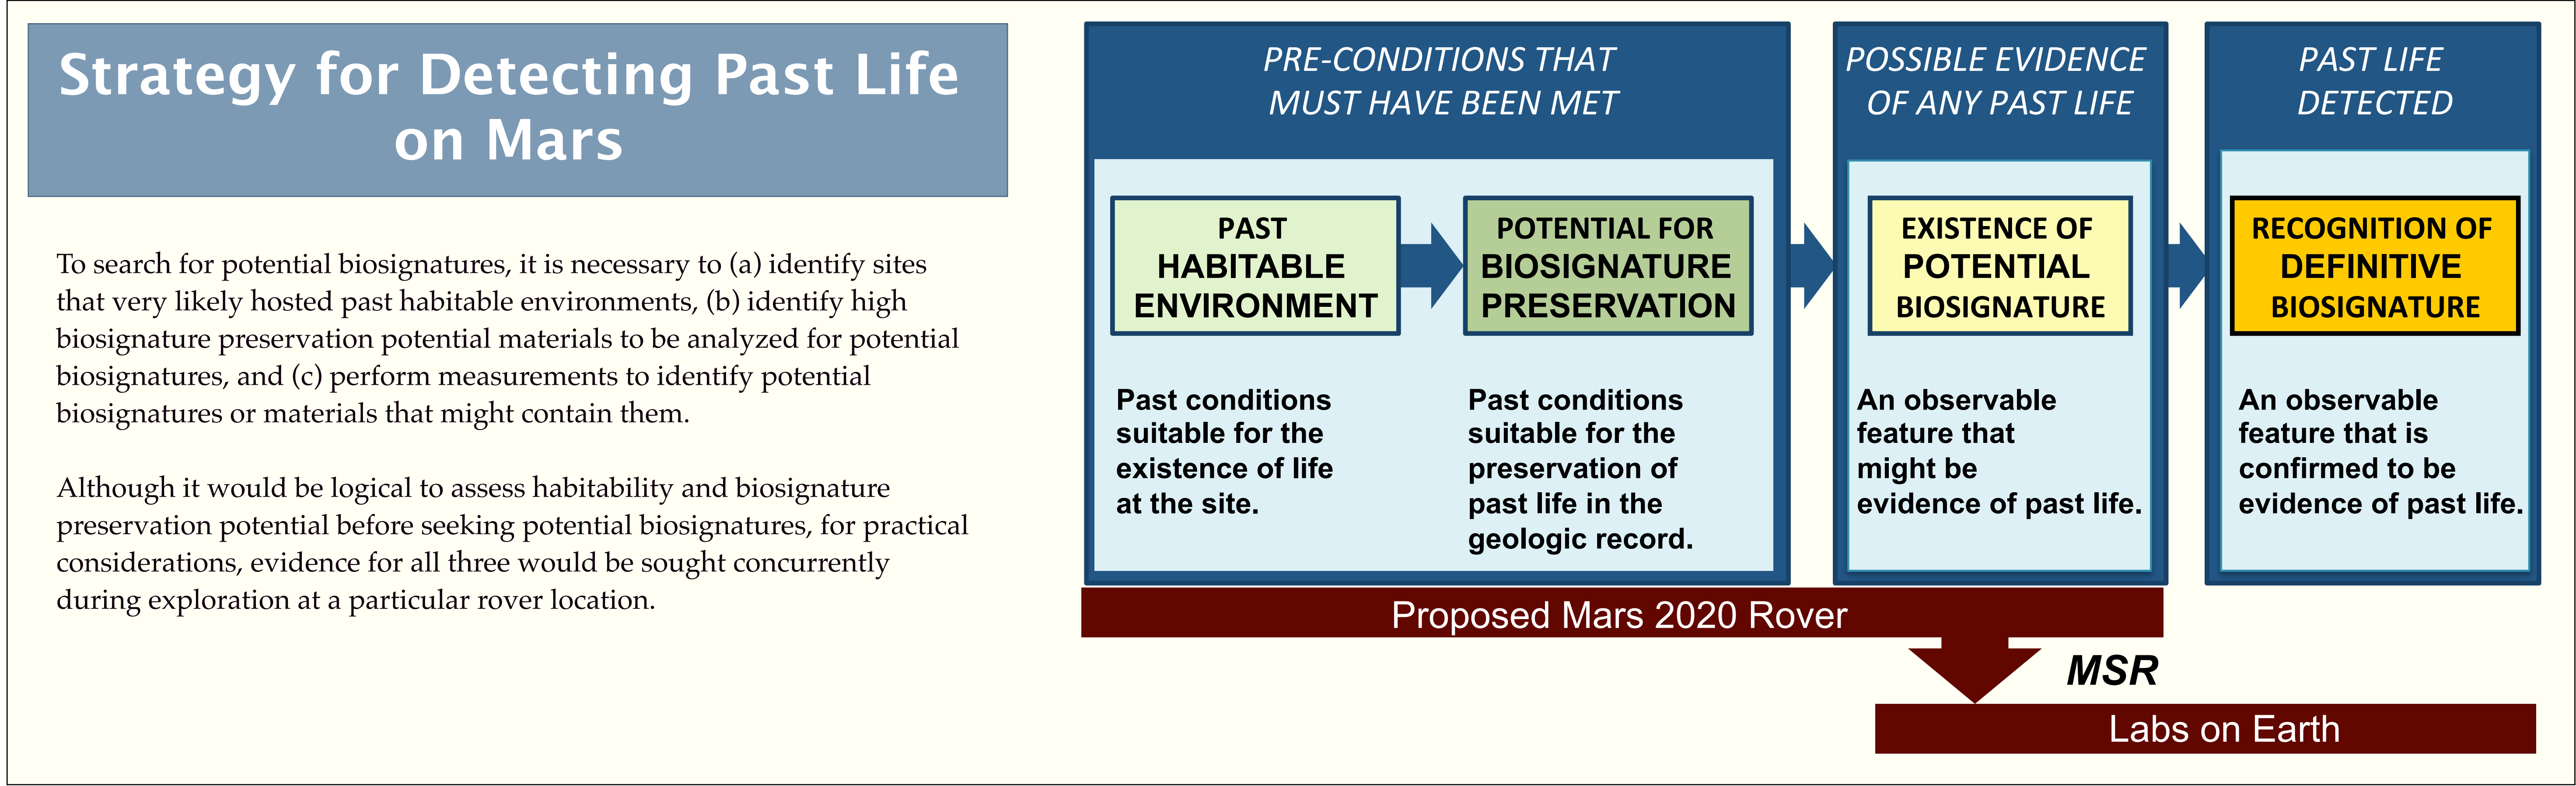 Strategy for Detecting Past Life
on Mars
To search for potential biosignatures, it is necessary to (a) identify sites
that very likely hosted past habitable environments, (b) identify high
biosignature preservation potential materials to be analyzed for potential
biosignatures, and (c) perform measurements to identify potential
biosignatures or materials that might contain them.
Although it would be logical to assess habitability and biosignature
preservation potential before seeking potential biosignatures, for practical
considerations, evidence for all three would be sought concurrently
during exploration at a particular rover location.
PRE-CONDITIONS THAT
MUST HAVE BEEN MET
PAST
HABITABLE
ENVIRONMENT
Past conditions
suitable for the
existence of life
at the site.
POTENTIAL FOR
BIOSIGNATURE
PRESERVATION
Past conditions
suitable for the
preservation of
past life in the
geologic record.
POSSIBLE EVIDENCE
OF ANY PAST LIFE
EXISTENCE OF
POTENTIAL
BIOSIGNATURE
An observable
feature that
might be
evidence of past life.
PAST LIFE
DETECTED
RECOGNITION OF
DEFINITIVE
BIOSIGNATURE
An observable
feature that is
confirmed to be
evidence of past life.
Proposed Mars 2020 Rover
MSR
Labs on Earth